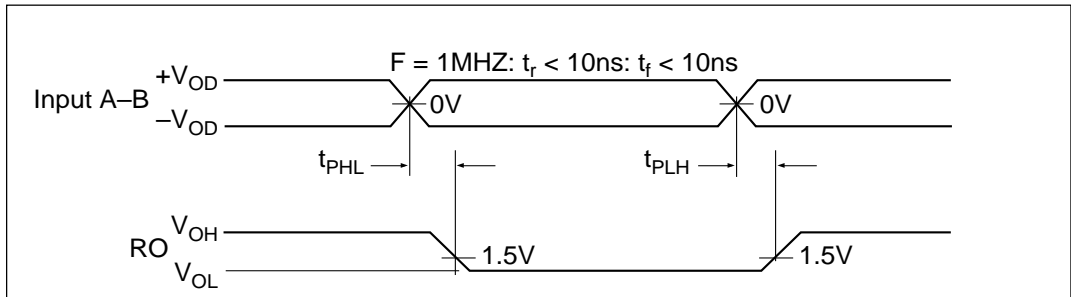 F = 1MHZ: tr < 10ns: tf < 10ns
+VOD
Input A–B
0V
0V
–VOD
tPHL
tPLH
VOH
RO
1.5V
1.5V
VOL